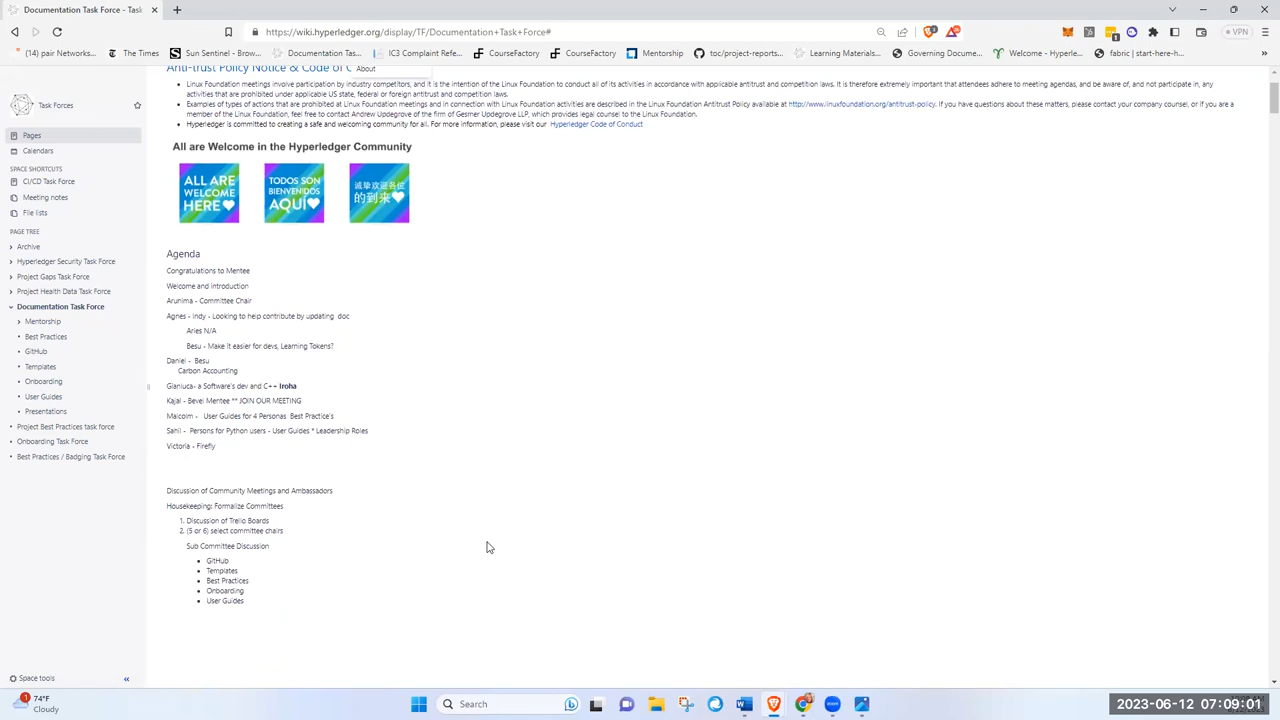 Documentation Task Force - Task
https://wiki.hyperledger.org/display/TF/Documentation+Task+Force#
VPN
(14) pair Networks...
The Times
Sun Sentinel - Brow...
Documentation Tas...
IC3 Complaint Refe...
CourseFactory
CourseFactory
Mentorship
toc/project-reports...
Learning Materials...
Governing Docume...
Welcome - Hyperle...
fabric | start-here-h...
Anti-trust Policy Notice & Code of C
About
Linux Foundation meetings involve participation by industry competitors, and it is the intention of the Linux Foundation to conduct all of its activities in accordance with applicable antitrust and competition laws. It is therefore extremely important that attendees adhere to meeting agendas, and be aware of, and not participate in, any
activities that are prohibited under applicable US state, federal or foreign antitrust and competition laws.
Examples of types of actions that are prohibited at Linux Foundation meetings and in connection with Linux Foundation activities are described in the Linux Foundation Antitrust Policy available at http://www.linuxfoundation.org/antitrust-policy. If you have questions about these matters, please contact your company counsel, or if you are a
member of the Linux Foundation, feel free to contact Andrew Updegrove of the firm of Gesmer Updegrove LLP, which provides legal counsel to the Linux Foundation.
Hyperledger is committed to creating a safe and welcoming community for all. For more information, please visit our Hyperledger Code of Conduct
All are Welcome in the Hyperledger Community
ALL ARE
WELCOME
HERE
TODOS SON
BIENVENIDOS
AQUÍ
诚挚欢迎各位
的到来
Task Forces
Pages
Calendars
SPACE SHORTCUTS
CI/CD Task Force
Meeting notes
File lists
PAGE TREE
Archive
Hyperledger Security Task Force
Project Gaps Task Force
Project Health Data Task Force
Documentation Task Force
Mentorship
Best Practices
GitHub
Templates
Onboarding
User Guides
Presentations
Project Best Practices task force
Onboarding Task Force
Best Practices / Badging Task Force
Space tools
Agenda
Congratulations to Mentee
Welcome and introduction
Arunima - Committee Chair
Agnes - Indy - Looking to help contribute by updating doc
Aries N/A
Besu - Make it easier for devs, Learning Tokens?
Daniel - Besu
Carbon Accounting
Gianluca- a Software's dev and C++ Iroha
Kajal - Bevel Mentee ** JOIN OUR MEETING
Malcolm - User Guides for 4 Personas Best Practice's
Sahil - Persons for Python users - User Guides * Leadership Roles
Victoria - Firefly
Discussion of Community Meetings and Ambassadors
Housekeeping: Formalize Committees
1. Discussion of Trello Boards
2. (5 or 6) select committee chairs
Sub Committee Discussion
GitHub
Templates
Best Practices
Onboarding
User Guides
1
74°F
Cloudy
Search
2023-06-12 07:09:01